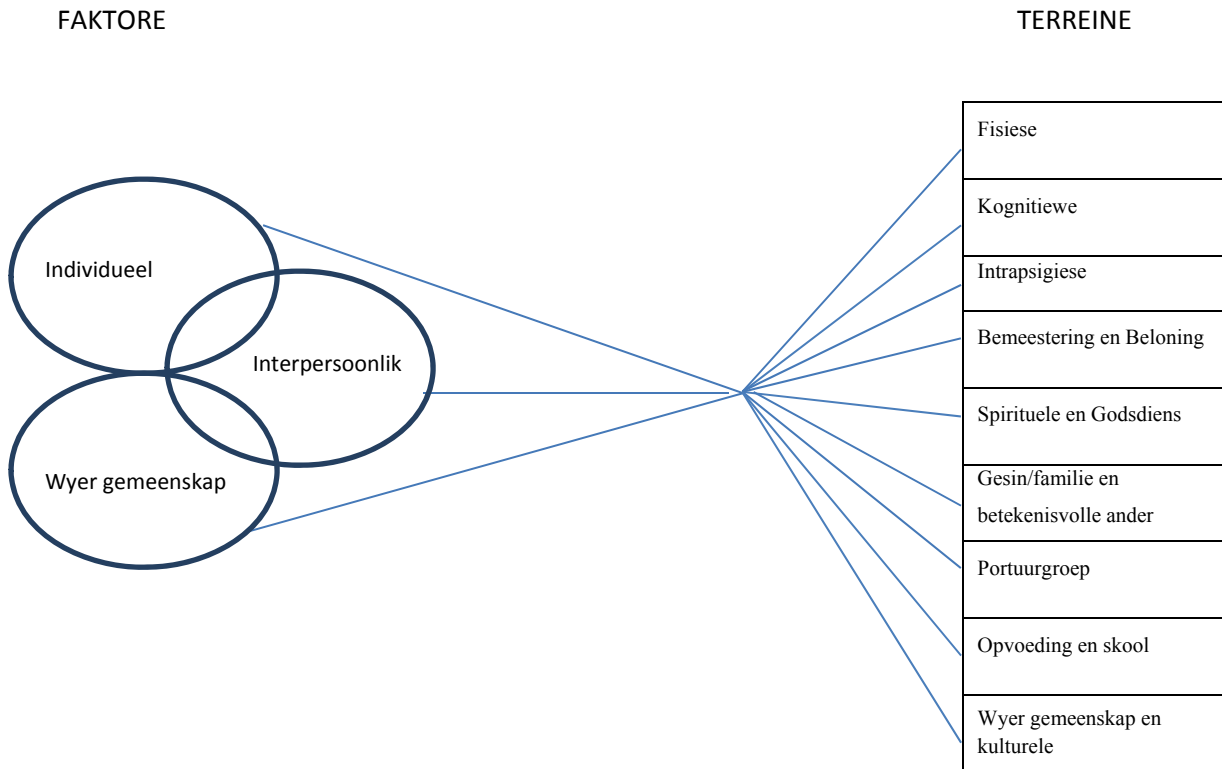 FAKTORE
TERREINE
Individueel
Interpersoonlik
Wyer gemeenskap
Fisiese
Kognitiewe
Intrapsigiese
Bemeestering en Beloning
Spirituele en Godsdiens
Gesin/familie en
betekenisvolle ander
Portuurgroep
Opvoeding en skool
Wyer gemeenskap en
kulturele